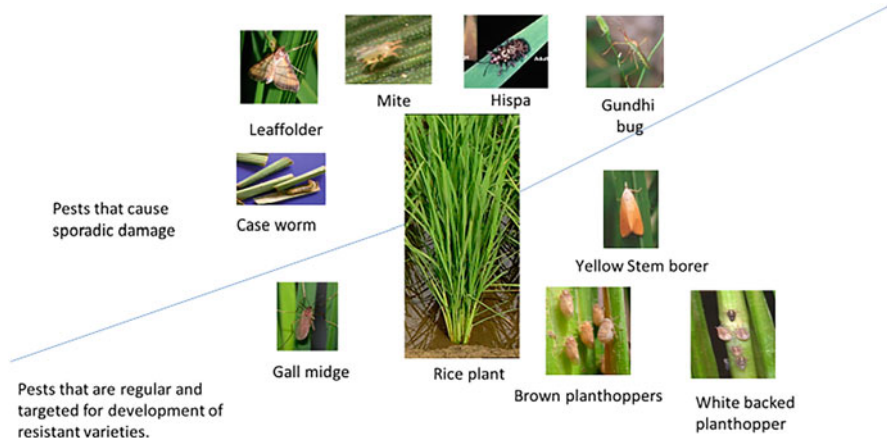 Leaffolder
Mite
Hispa
Gundhi
bug
Pests that cause
sporadic damage
Case worm
Yellow Stem borer
Gall midge
Rice plant
Brown planthoppers
White backed
planthopper
Pests that are regular and
targeted for development of
resistant varieties.